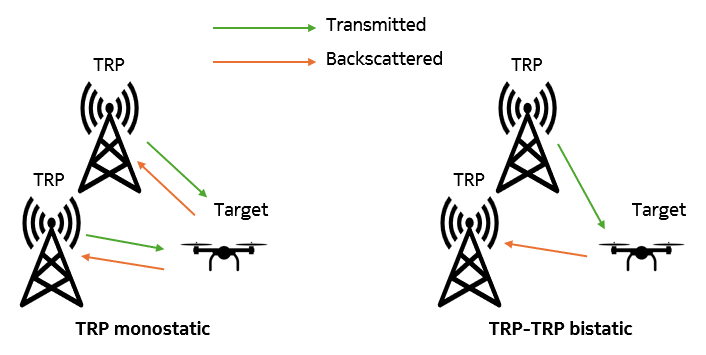 Transmitted
Backscattered
TRP
TRP
Target
TRP monostatic
TRP
TRP
Target
TRP-TRP bistatic